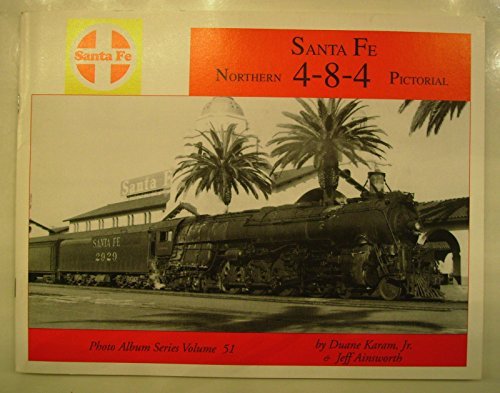 Santa Fe
SANTA FE
NORTHERN 4-8-4 PICTORIAL
Santa Fe
SANTA FE
2929
Photo Album Series Volume 51
by Duane Karam, Jr.
& Jeff Ainsworth